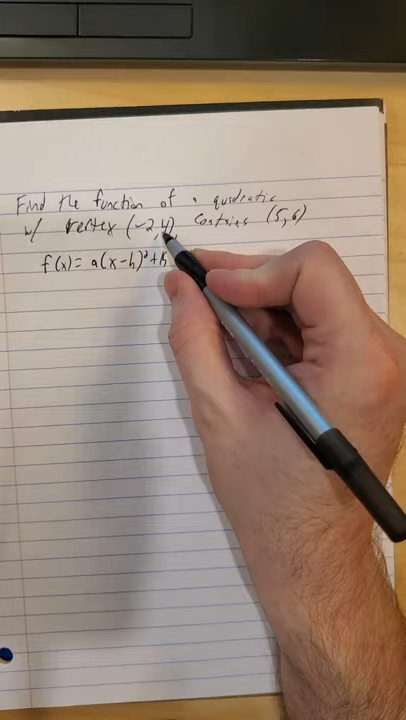 Find the function of a quadratic
w/ vertex (-2,4), contains (5,6)
f(x) = a(x-h)²+k